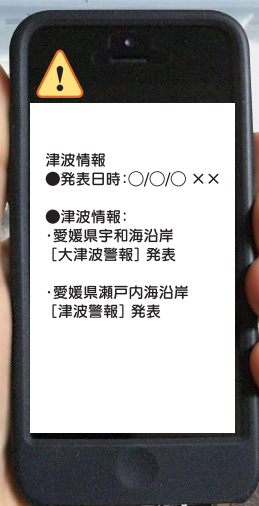 津波情報
●発表日時：○/○/○ ××
●津波情報：
・愛媛県宇和海沿岸
［大津波警報］発表
・愛媛県瀬戸内海沿岸
［津波警報］発表